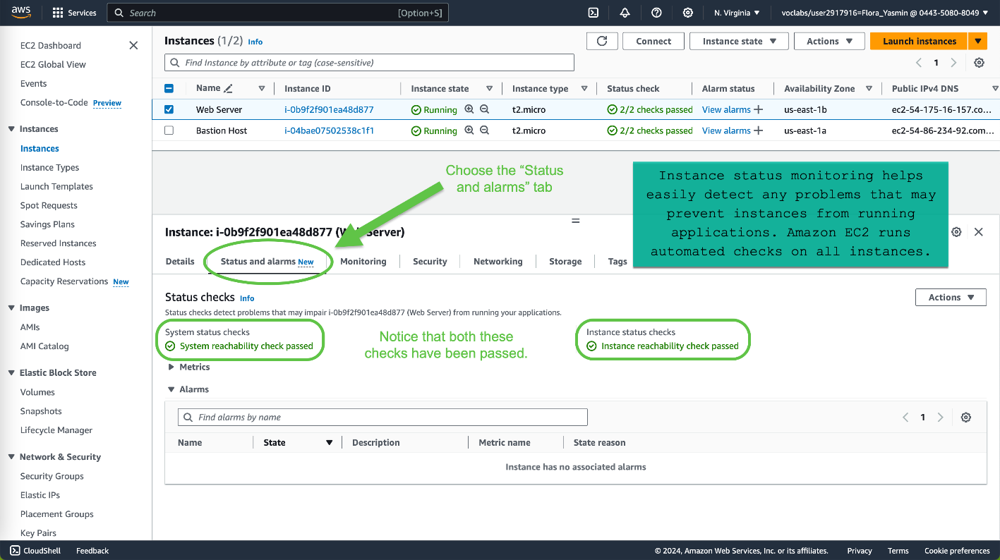 aws
Services
Search
[Option+S]
N. Virginia
voclabs/user2917916=Flora_Yasmin @ 0443-5080-8049
EC2 Dashboard
EC2 Global View
Events
Console-to-Code Preview
Instances
Instances
Instance Types
Launch Templates
Spot Requests
Savings Plans
Reserved Instances
Dedicated Hosts
Capacity Reservations New
Images
AMIs
AMI Catalog
Elastic Block Store
Volumes
Snapshots
Lifecycle Manager
Network & Security
Security Groups
Elastic IPs
Placement Groups
Key Pairs
Instances (1/2) Info
Connect
Instance state
Actions
Launch instances
Find Instance by attribute or tag (case-sensitive)
1
Name Instance ID Instance state Instance type Status check Alarm status Availability Zone Public IPv4 DNS
Web Server i-0b9f2f901ea48d877 Running t2.micro 2/2 checks passed View alarms us-east-1b ec2-54-175-16-157.co...
Bastion Host i-04bae07502538c1f1 Running t2.micro 2/2 checks passed View alarms us-east-1a ec2-54-86-234-92.com...
Choose the “Status
and alarms” tab
Instance status monitoring helps
easily detect any problems that may
prevent instances from running
applications. Amazon EC2 runs
automated checks on all instances.
Instance: i-0b9f2f901ea48d877 (Web Server)
Details Status and alarms New Monitoring Security Networking Storage Tags
Status checks Info
Actions
Status checks detect problems that may impair i-0b9f2f901ea48d877 (Web Server) from running your applications.
System status checks
System reachability check passed
Notice that both these
checks have been passed.
Instance status checks
Instance reachability check passed
Metrics
Alarms
Find alarms by name
1
Name State Description Metric name State reason
Instance has no associated alarms
CloudShell Feedback
© 2024, Amazon Web Services, Inc. or its affiliates. Privacy Terms Cookie preferences